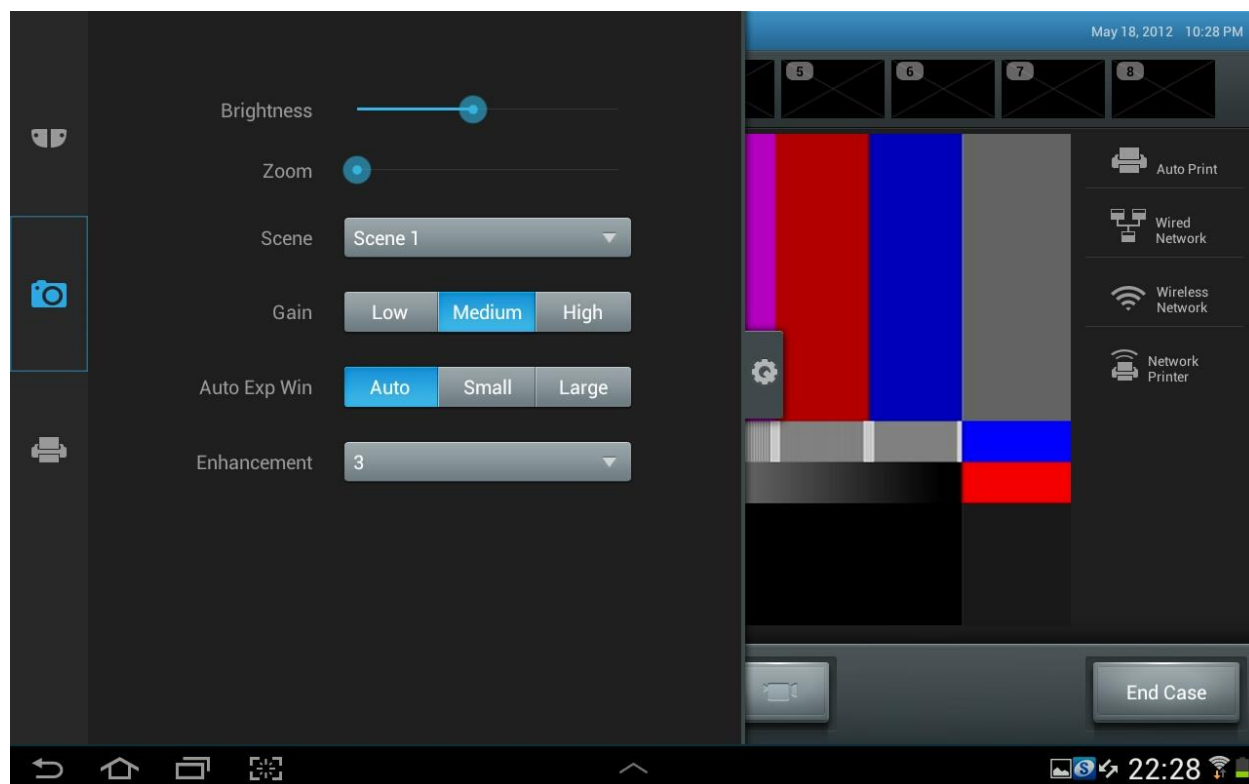 May 18, 2012 10:28 PM
5 6 7 8
Brightness
Zoom
Scene Scene 1
Gain Low Medium High
Auto Exp Win Auto Small Large
Enhancement 3
Auto Print
Wired
Network
Wireless
Network
Network
Printer
End Case
S 22:28